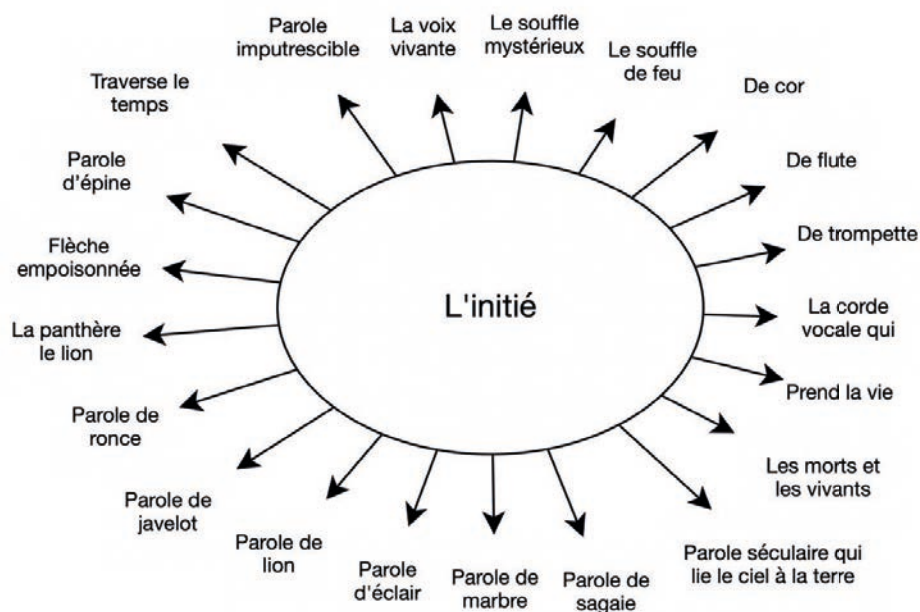 Parole
imputrescible
La voix
vivante
Le souffle
mystérieux
Le souffle
de feu
De cor
De flute
De trompette
La corde
vocale qui
Prend la vie
Les morts et
les vivants
Parole séculaire qui
lie le ciel à la terre
Parole de
sagaie
Parole de
marbre
Parole
d'éclair
Parole de
lion
Parole de
javelot
Parole de
ronce
La panthère
le lion
Flèche
empoisonnée
Parole
d'épine
Traverse le
temps
L'initié